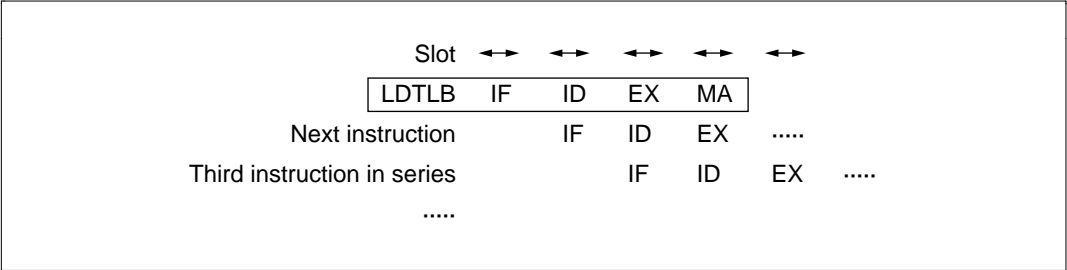 Slot
LDTLB IF ID EX MA
Next instruction IF ID EX .....
Third instruction in series IF ID EX .....
.....